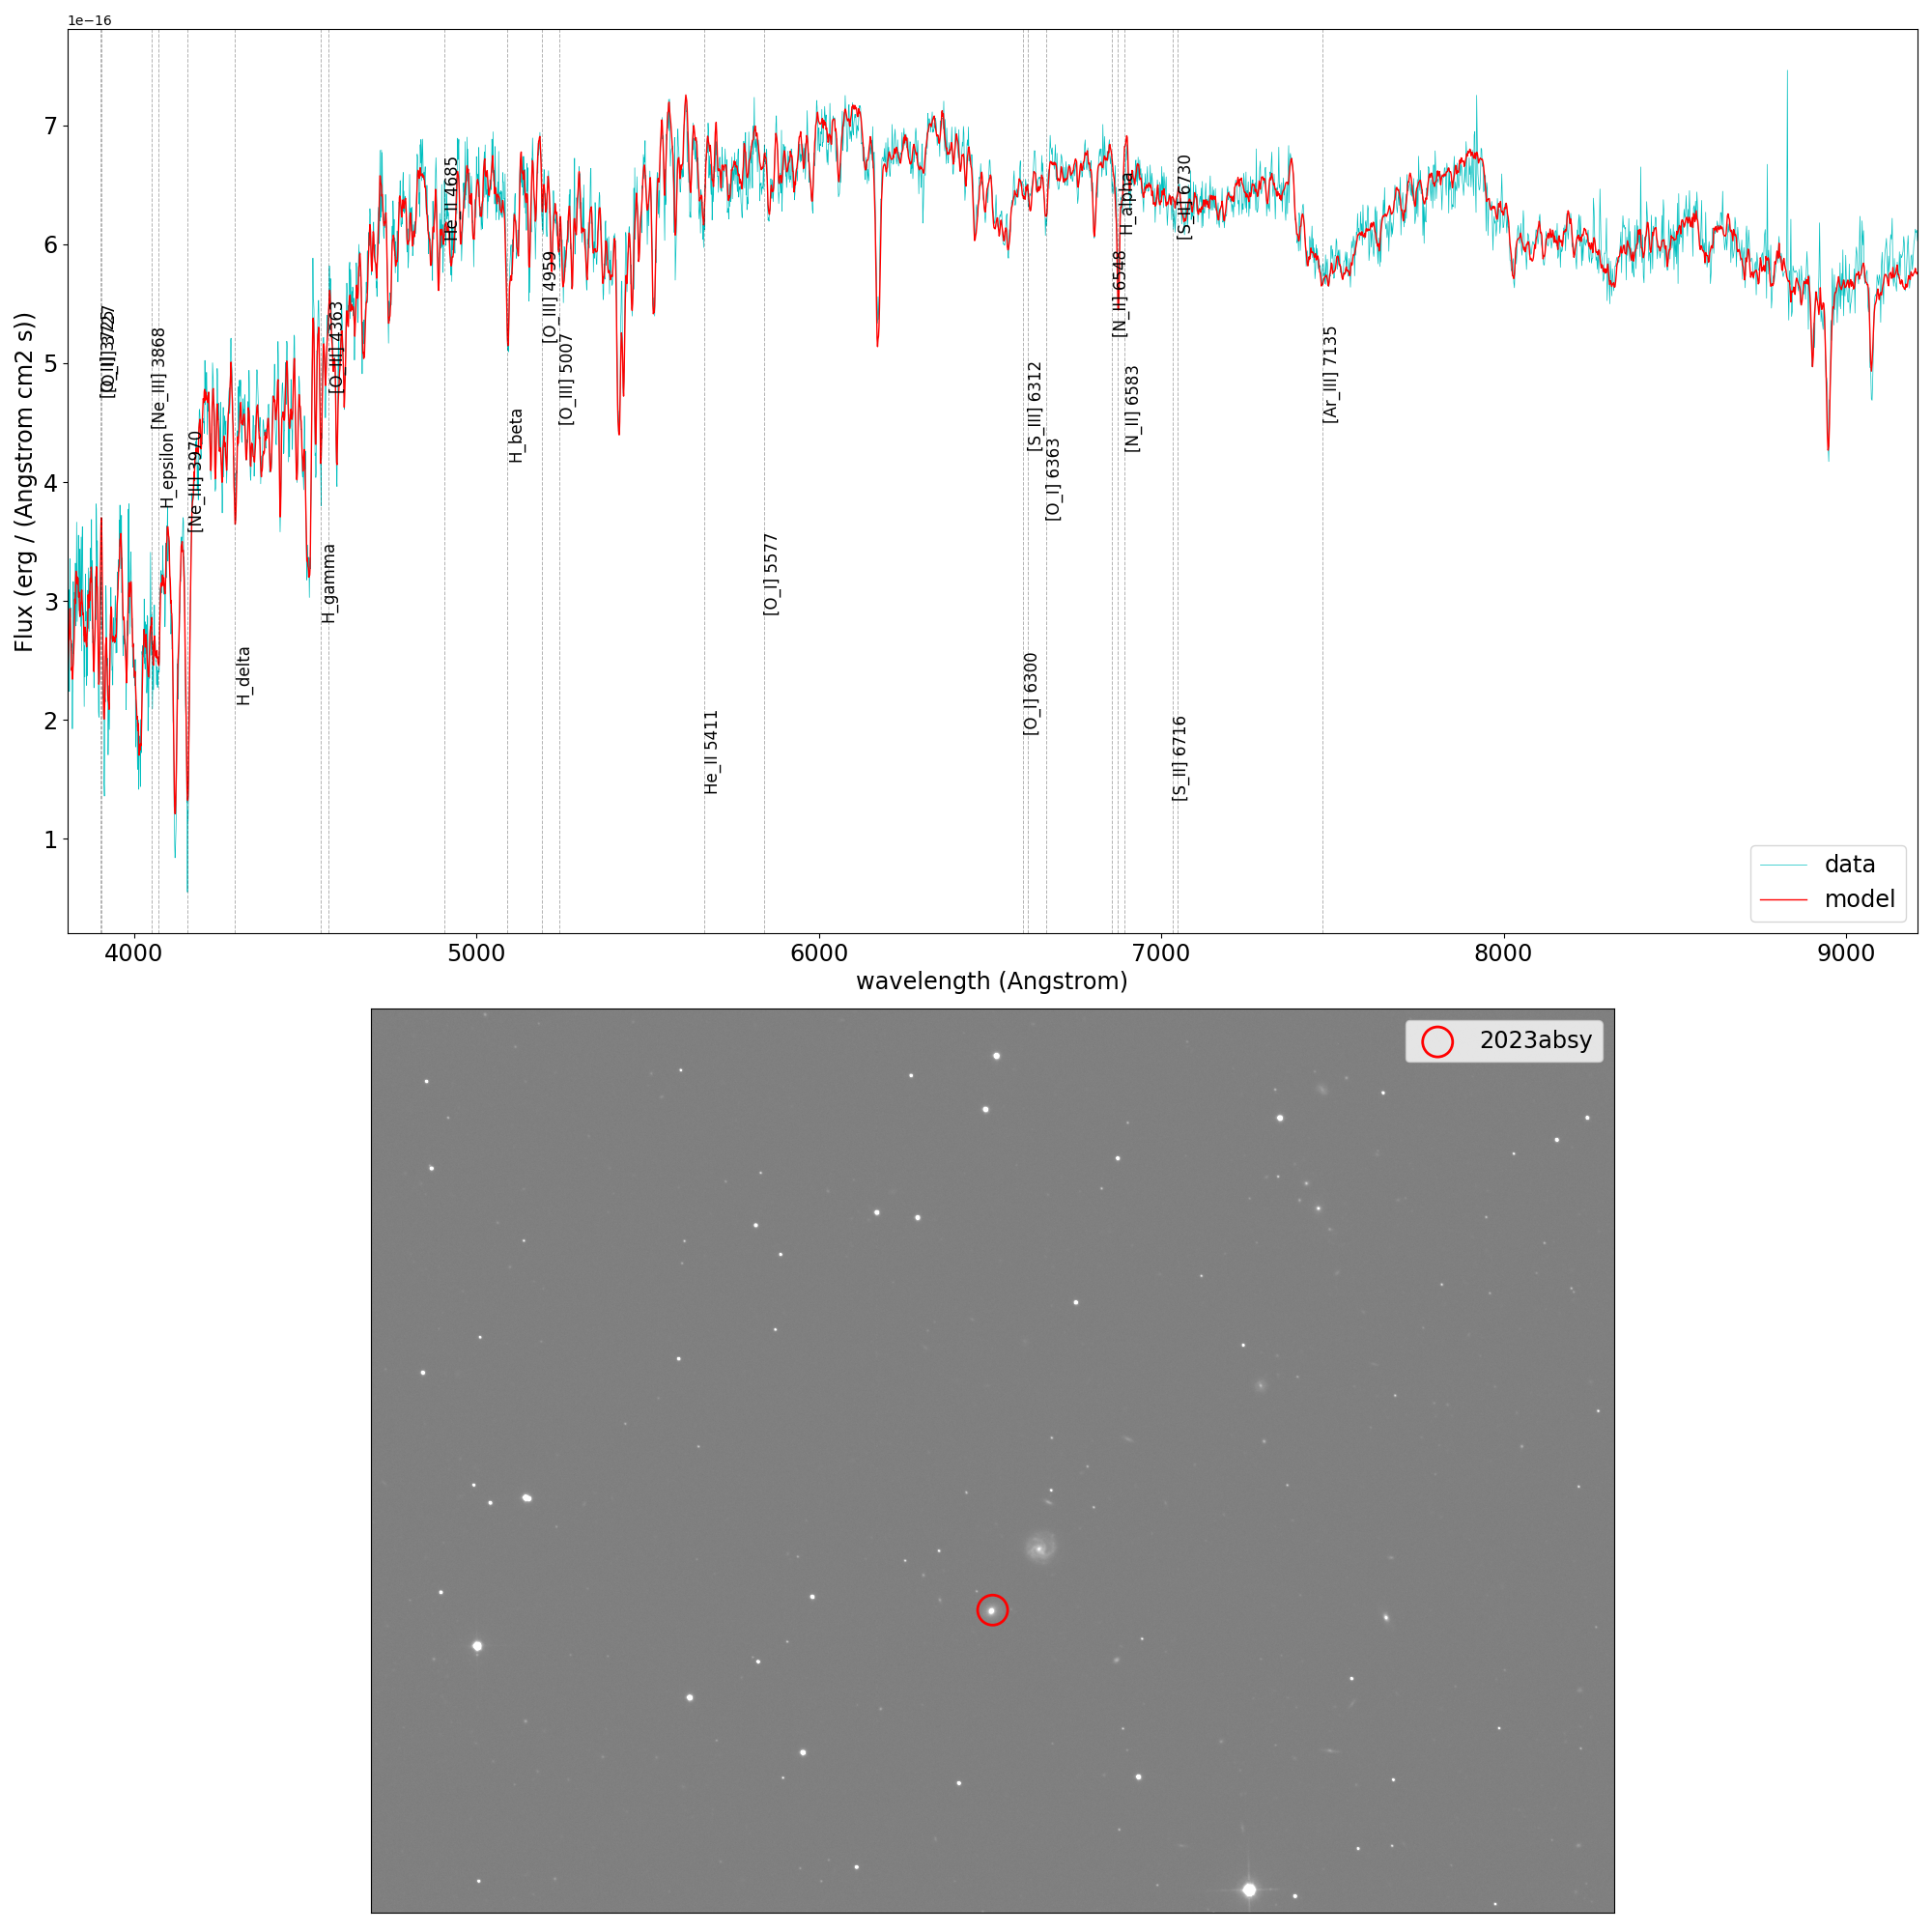 1e−16
Flux (erg / (Angstrom cm2 s))
7
6
5
4
3
2
1
[Ne_III] 3868
H_epsilon
[Ne_III] 3970
H_delta
H_gamma
[O_III] 4363
He_II 4685
H_beta
[O_III] 4959
[O_III] 5007
He_II 5411
[O_I] 5577
[O_I] 6300
[S_III] 6312
[O_I] 6363
[N_II] 6548
H_alpha
[N_II] 6583
[S_II] 6716
[S_II] 6730
[Ar_III] 7135
data
model
4000 5000 6000 7000 8000 9000
wavelength (Angstrom)
2023absy